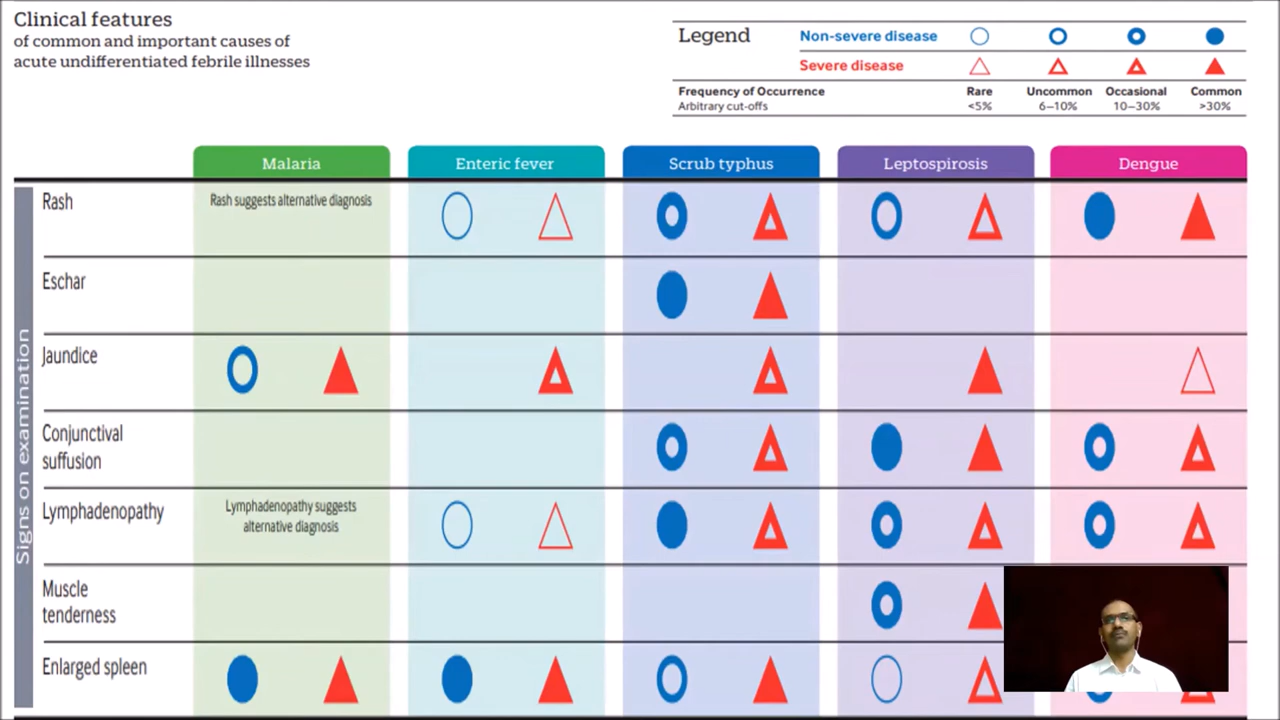 Clinical features
of common and important causes of
acute undifferentiated febrile illnesses
Legend
Non-severe disease
Severe disease
Frequency of Occurrence Rare Uncommon Occasional Common
Arbitrary cut-offs <5% 6–10% 10–30% >30%
Malaria Enteric fever Scrub typhus Leptospirosis Dengue
Signs on examination
Rash Rash suggests alternative diagnosis
Eschar
Jaundice
Conjunctival
suffusion
Lymphadenopathy Lymphadenopathy suggests
alternative diagnosis
Muscle
tenderness
Enlarged spleen